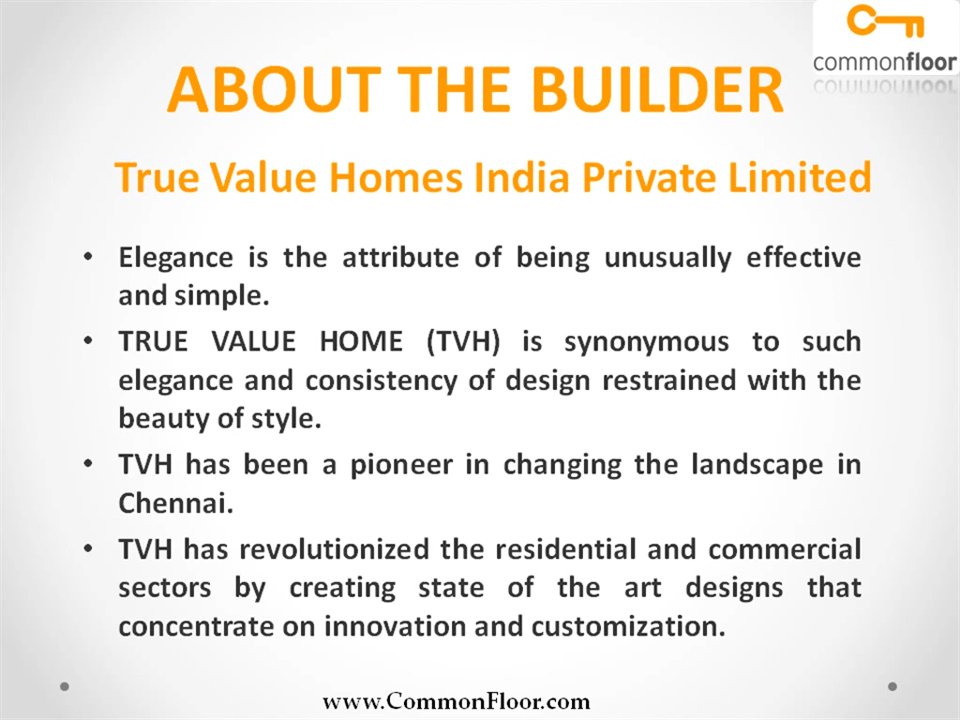 commonfloor
ABOUT THE BUILDER
True Value Homes India Private Limited
• Elegance is the attribute of being unusually effective
and simple.
• TRUE VALUE HOME (TVH) is synonymous to such
elegance and consistency of design restrained with the
beauty of style.
• TVH has been a pioneer in changing the landscape in
Chennai.
• TVH has revolutionized the residential and commercial
sectors by creating state of the art designs that
concentrate on innovation and customization.
www.CommonFloor.com